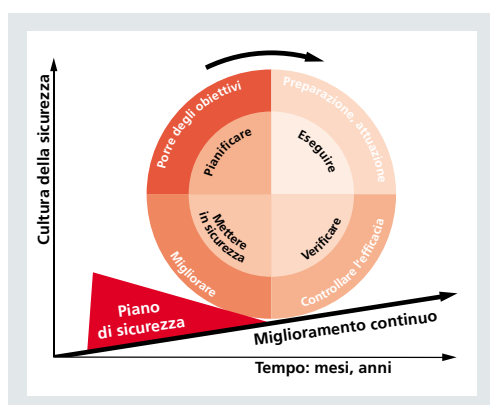 Cultura della sicurezza
Porre degli obiettivi
Preparazione, attuazione
Pianificare
Eseguire
Mettere
in sicurezza
Verificare
Migliorare
Controllare l'efficacia
Piano
di sicurezza
Miglioramento continuo
Tempo: mesi, anni